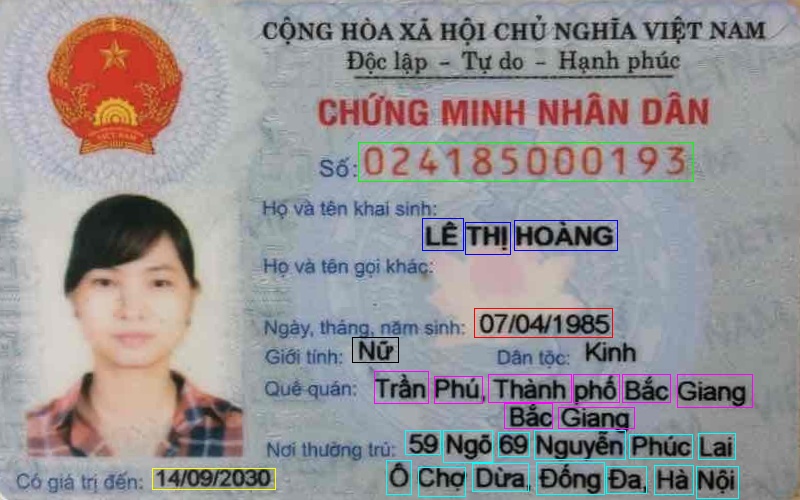 CỘNG HÒA XÃ HỘI CHỦ NGHĨA VIỆT NAM
Độc lập - Tự do - Hạnh phúc
CHỨNG MINH NHÂN DÂN
Số: 024185000193
Họ và tên khai sinh:
LÊ THỊ HOÀNG
Họ và tên gọi khác:
Ngày, tháng, năm sinh: 07/04/1985
Giới tính: Nữ Dân tộc: Kinh
Quê quán: Trần Phú, Thành phố Bắc Giang
Bắc Giang
Nơi thường trú: 59 Ngõ 69 Nguyễn Phúc Lai
Ô Chợ Dừa, Đống Đa, Hà Nội
Có giá trị đến: 14/09/2030